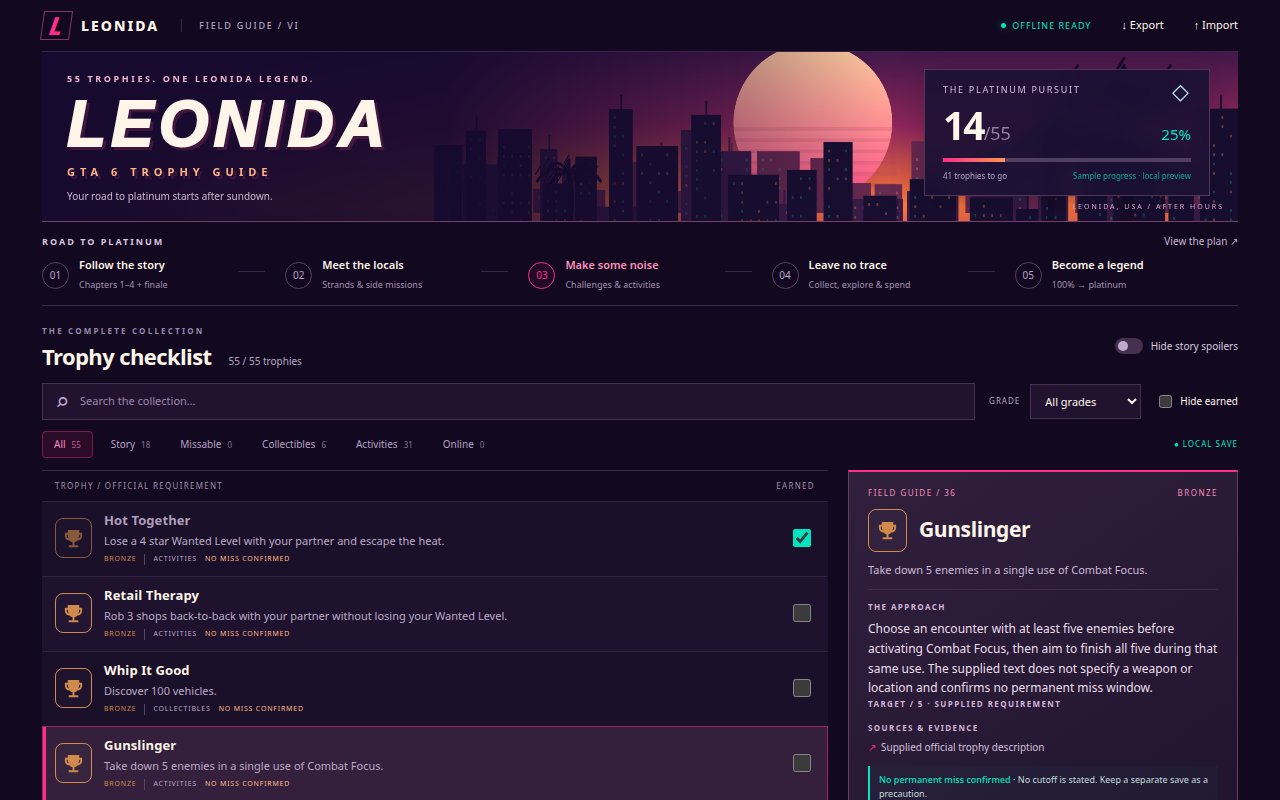 L LEONIDA FIELD GUIDE / VI OFFLINE READY ↓ Export ↑ Import
55 TROPHIES. ONE LEONIDA LEGEND.
LEONIDA
GTA 6 TROPHY GUIDE
Your road to platinum starts after sundown.
THE PLATINUM PURSUIT
14/55 25%
41 trophies to go Sample progress · local preview
LEONIDA, USA / AFTER HOURS
ROAD TO PLATINUM View the plan ↗
01 Follow the story
Chapters 1–4 + finale
02 Meet the locals
Strands & side missions
03 Make some noise
Challenges & activities
04 Leave no trace
Collect, explore & spend
05 Become a legend
100% → platinum
THE COMPLETE COLLECTION
Trophy checklist 55 / 55 trophies
Hide story spoilers
Search the collection...
GRADE All grades Hide earned
All 55 Story 18 Missable 0 Collectibles 6 Activities 31 Online 0
● LOCAL SAVE
TROPHY / OFFICIAL REQUIREMENT EARNED
Hot Together
Lose a 4 star Wanted Level with your partner and escape the heat.
BRONZE ACTIVITIES NO MISS CONFIRMED
Retail Therapy
Rob 3 shops back-to-back with your partner without losing your Wanted Level.
BRONZE ACTIVITIES NO MISS CONFIRMED
Whip It Good
Discover 100 vehicles.
BRONZE COLLECTIBLES NO MISS CONFIRMED
Gunslinger
Take down 5 enemies in a single use of Combat Focus.
BRONZE ACTIVITIES NO MISS CONFIRMED
FIELD GUIDE / 36 BRONZE
Gunslinger
Take down 5 enemies in a single use of Combat Focus.
THE APPROACH
Choose an encounter with at least five enemies before
activating Combat Focus, then aim to finish all five during that
same use. The supplied text does not specify a weapon or
location and confirms no permanent miss window.
TARGET / 5 · SUPPLIED REQUIREMENT
SOURCES & EVIDENCE
↗ Supplied official trophy description
No permanent miss confirmed · No cutoff is stated. Keep a separate save as a
precaution.